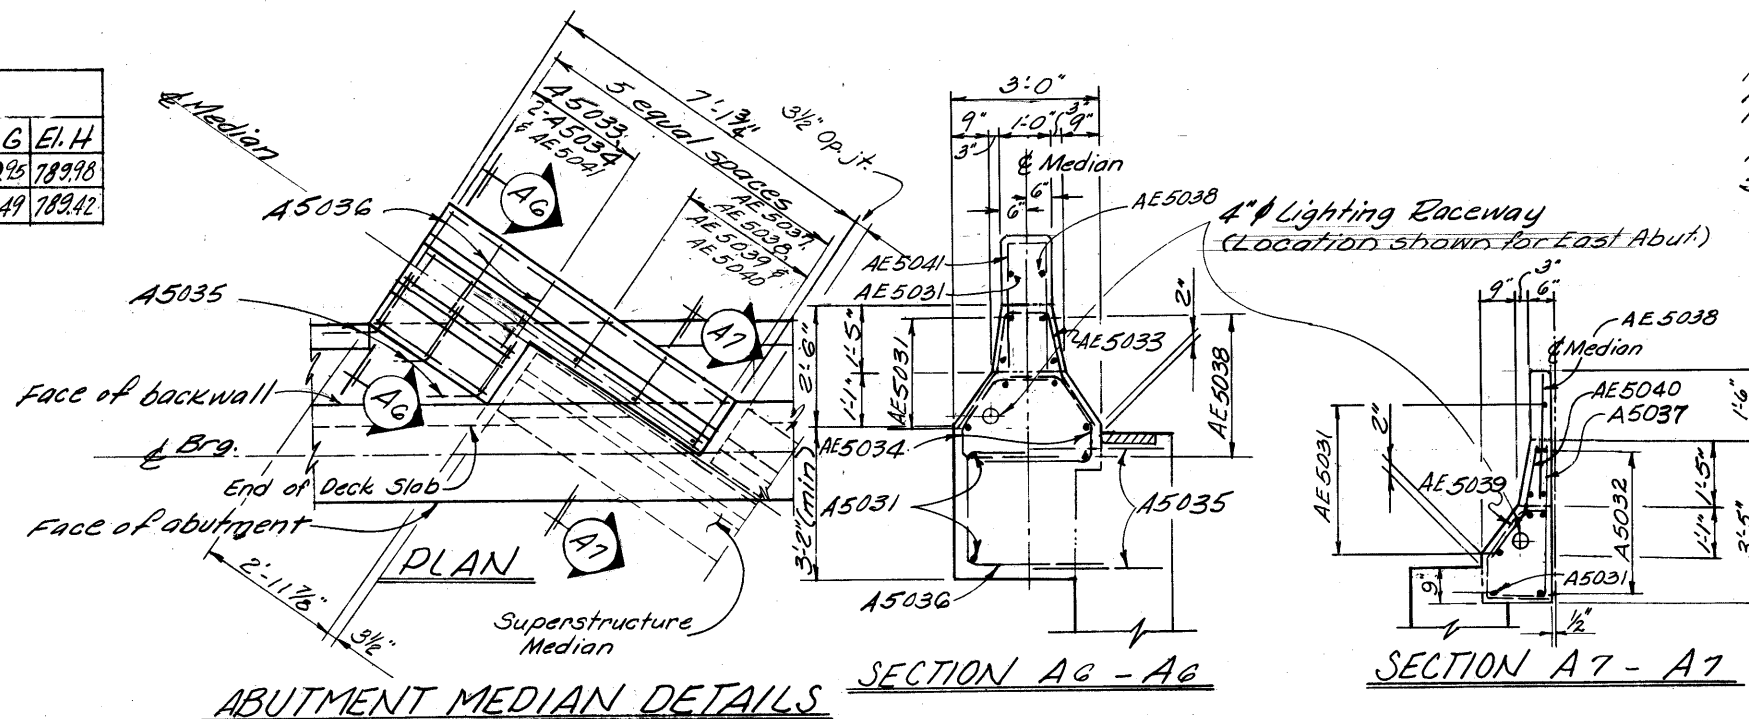 G El.H
.95 789.98
49 789.42
℄ Median
A5033,
2-A5034
& AE5041
5 equal spaces
7'-1¾"
3½" Op. jt.
AE5037,
AE5038,
AE5039 &
AE5040
A5036
A6
A5035
A7
Face of backwall
A6
℄ Brg.
End of Deck Slab
Face of abutment
A7
PLAN
2'-11⅞"
3½"
Superstructure
Median
ABUTMENT MEDIAN DETAILS
3'-0"
9" 1'-0" 3" 9"
3"
℄ Median
6"
6"
AE5038
AE5041
AE5031
2'-6"
1'-5"
1'-1"
AE5031
AE5033
2"
AE5038
AE5034
3'-2" (min)
A5031
A5035
A5036
SECTION A6 - A6
4"ϕ Lighting Raceway
(Location shown for East Abut.)
3"
9" 6"
AE5038
℄ Median
AE5040
A5037
1'-6"
AE5031
2"
AE5039
A5032
1'-5"
1'-1"
3'-5"
A5031
9"
½"
SECTION A7 - A7